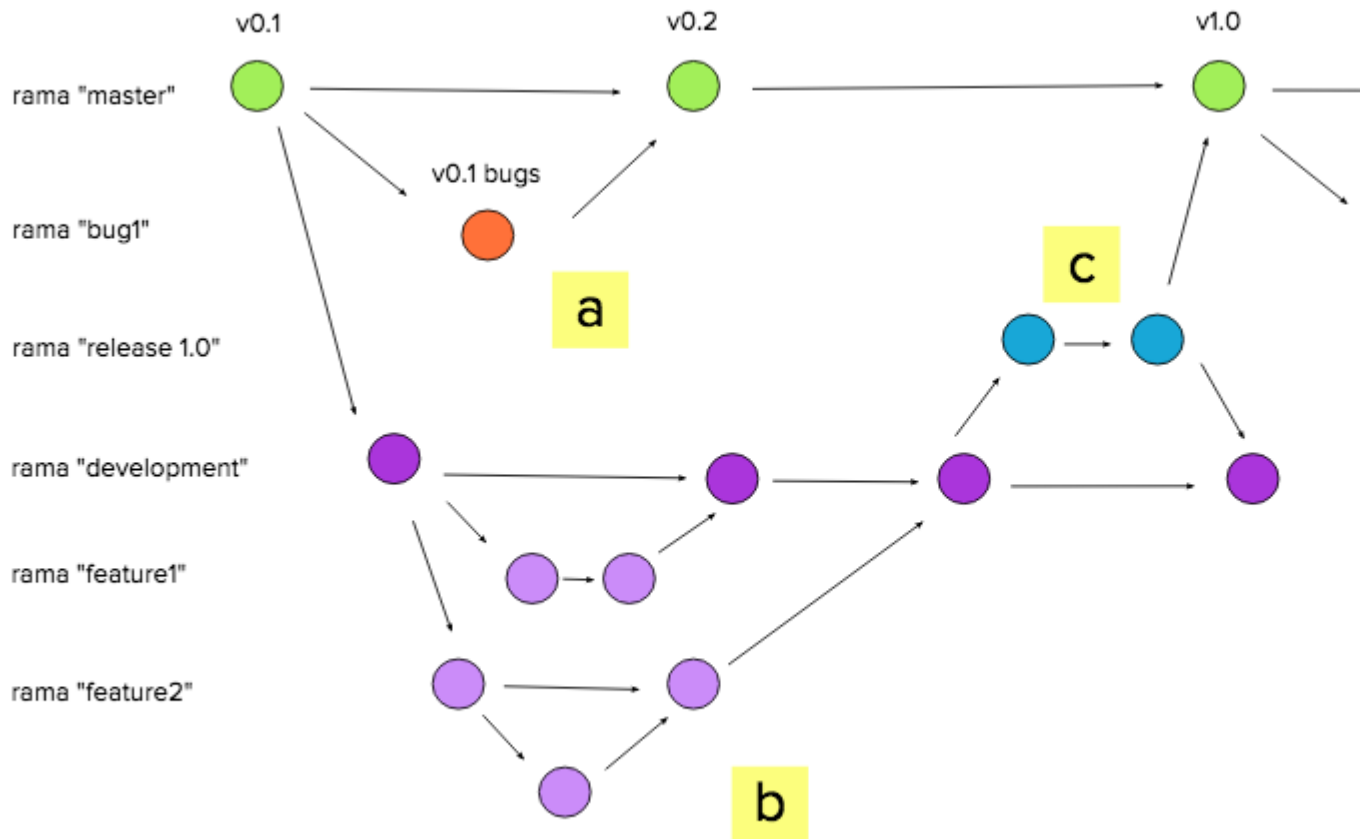 v0.1
v0.2
v1.0
rama "master"
v0.1 bugs
rama "bug1"
c
a
rama "release 1.0"
rama "development"
rama "feature1"
rama "feature2"
b